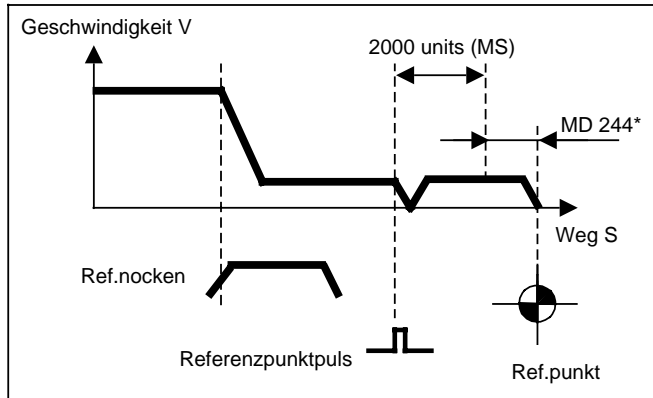 Geschwindigkeit V
2000 units (MS)
MD 244*
Weg S
Ref.nocken
Referenzpunktpuls
Ref.punkt